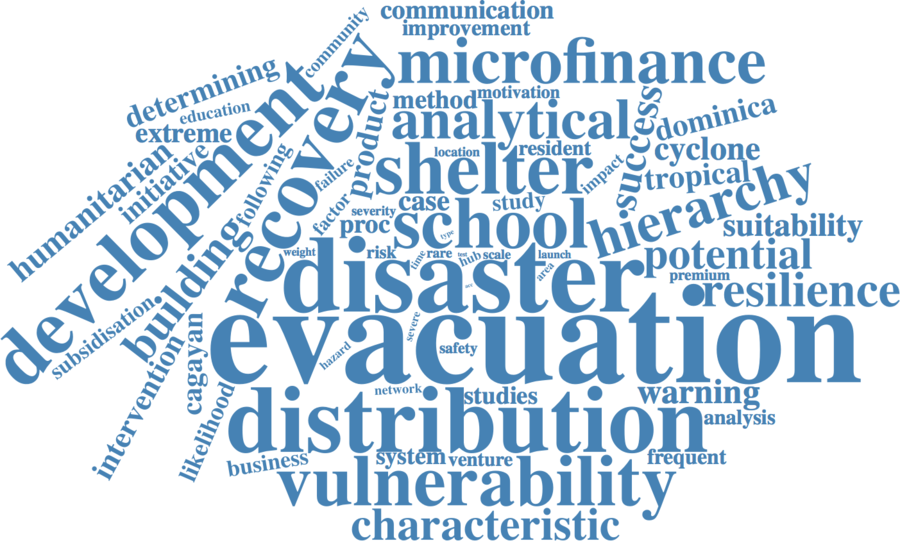 communication
improvement
community
microfinance
determining
education
extreme
method
motivation
analytical
success
dominica
development
recovery
product
humanitarian
initiative
following
failure
location
resident
shelter
impact
cyclone
tropical
hierarchy
factor
severity
case
study
proc
school
type
suitability
building
weight
risk
time
rare
test
hub
scale
launch
area
potential
premium
disaster
resilience
subsidisation
evacuation
intervention
cagayan
hazard
severe
safety
likelihood
network
studies
warning
distribution
analysis
business
system
venture
frequent
vulnerability
characteristic